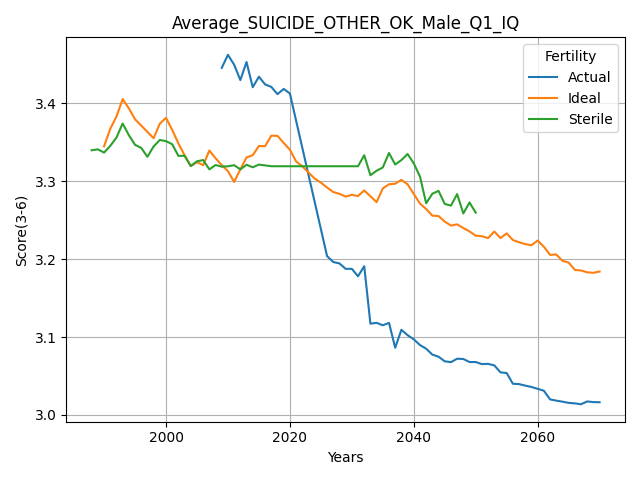 Average_SUICIDE_OTHER_OK_Male_Q1_IQ
Fertility
Actual
Ideal
Sterile
Score(3-6)
3.4
3.3
3.2
3.1
3.0
2000
2020
2040
2060
Years